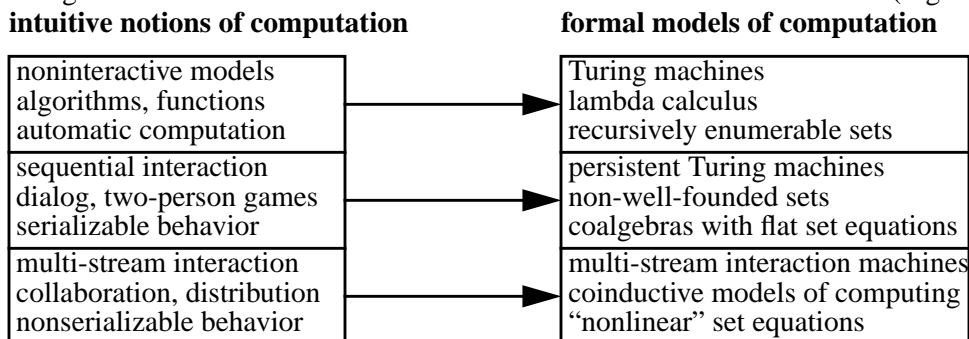 intuitive notions of computation
formal models of computation
noninteractive models
algorithms, functions
automatic computation
Turing machines
lambda calculus
recursively enumerable sets
sequential interaction
dialog, two-person games
serializable behavior
persistent Turing machines
non-well-founded sets
coalgebras with flat set equations
multi-stream interaction
collaboration, distribution
nonserializable behavior
multi-stream interaction machines
coinductive models of computing
“nonlinear” set equations